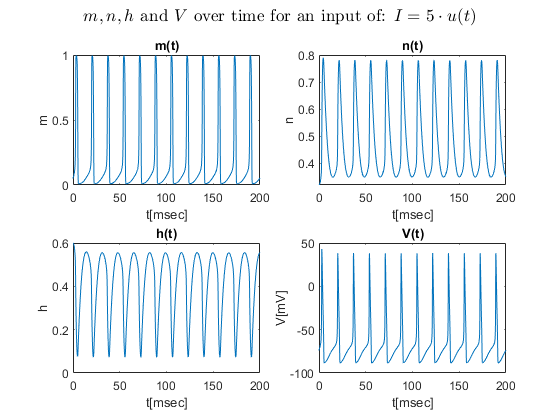 m, n, h and V over time for an input of: I = 5 · u(t)
m(t)
1
0.5
0
m
0 50 100 150 200
t[msec]
n(t)
0.8
0.7
0.6
0.5
0.4
n
0 50 100 150 200
t[msec]
h(t)
0.6
0.4
0.2
0
h
0 50 100 150 200
t[msec]
V(t)
50
0
-50
-100
V[mV]
0 50 100 150 200
t[msec]